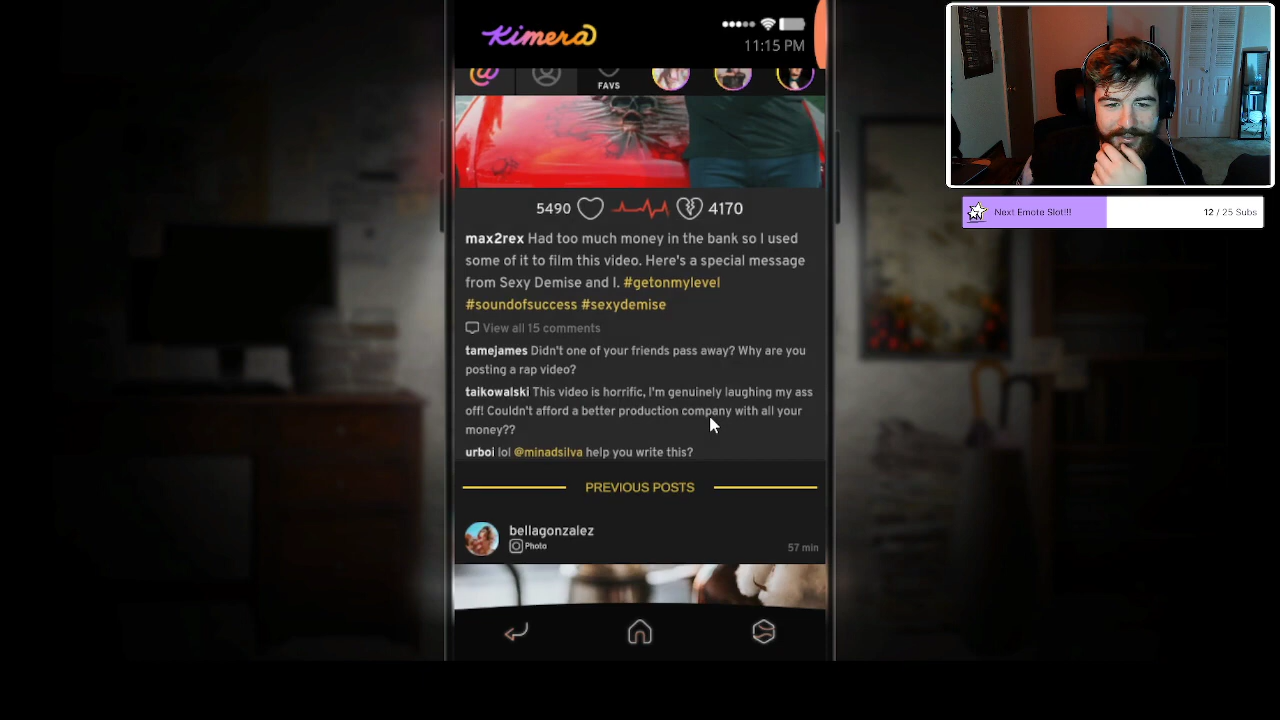 Kimera
11:15 PM
@
FAVS
5490
4170
max2rex Had too much money in the bank so I used
some of it to film this video. Here's a special message
from Sexy Demise and I. #getonmylevel
#soundofsuccess #sexydemise
View all 15 comments
tamejames Didn't one of your friends pass away? Why are you
posting a rap video?
taikowalski This video is horrific, I'm genuinely laughing my ass
off! Couldn't afford a better production company with all your
money??
urboi lol @minadsilva help you write this?
PREVIOUS POSTS
bellagonzalez
Photo
57 min
Next Emote Slot!!!
12 / 25 Subs